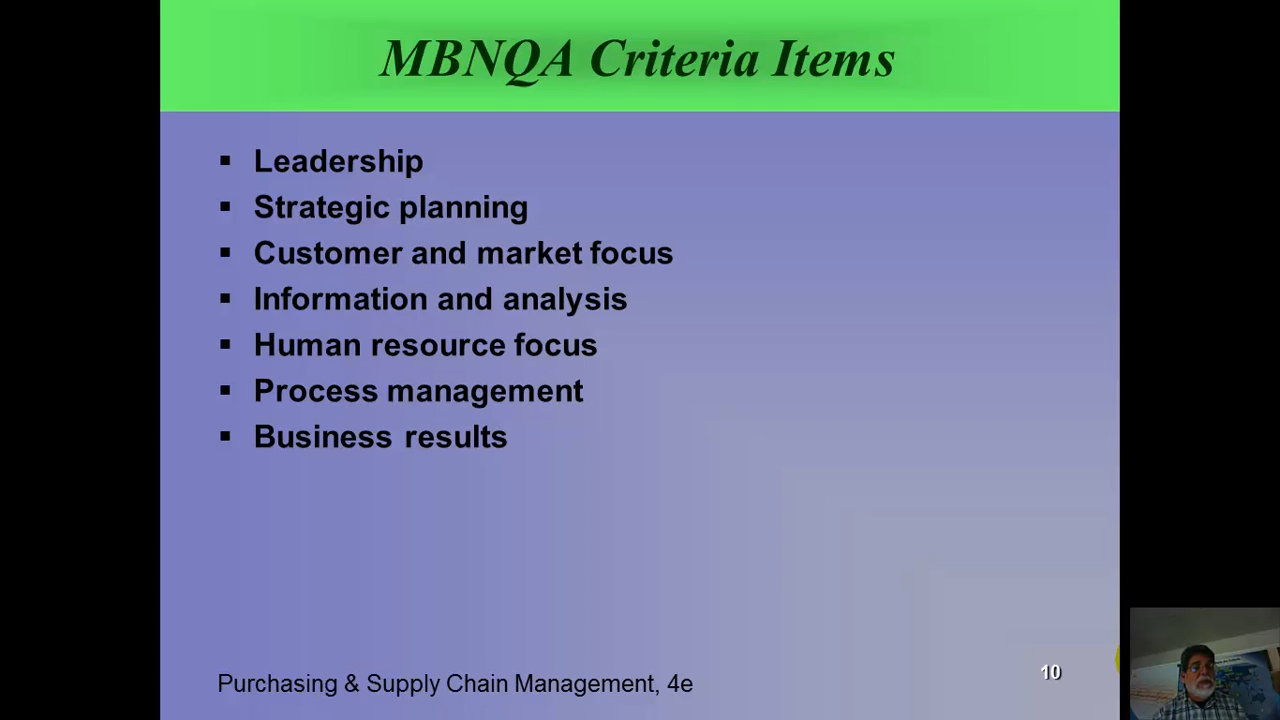 MBNQA Criteria Items
▪ Leadership
▪ Strategic planning
▪ Customer and market focus
▪ Information and analysis
▪ Human resource focus
▪ Process management
▪ Business results
Purchasing & Supply Chain Management, 4e
10